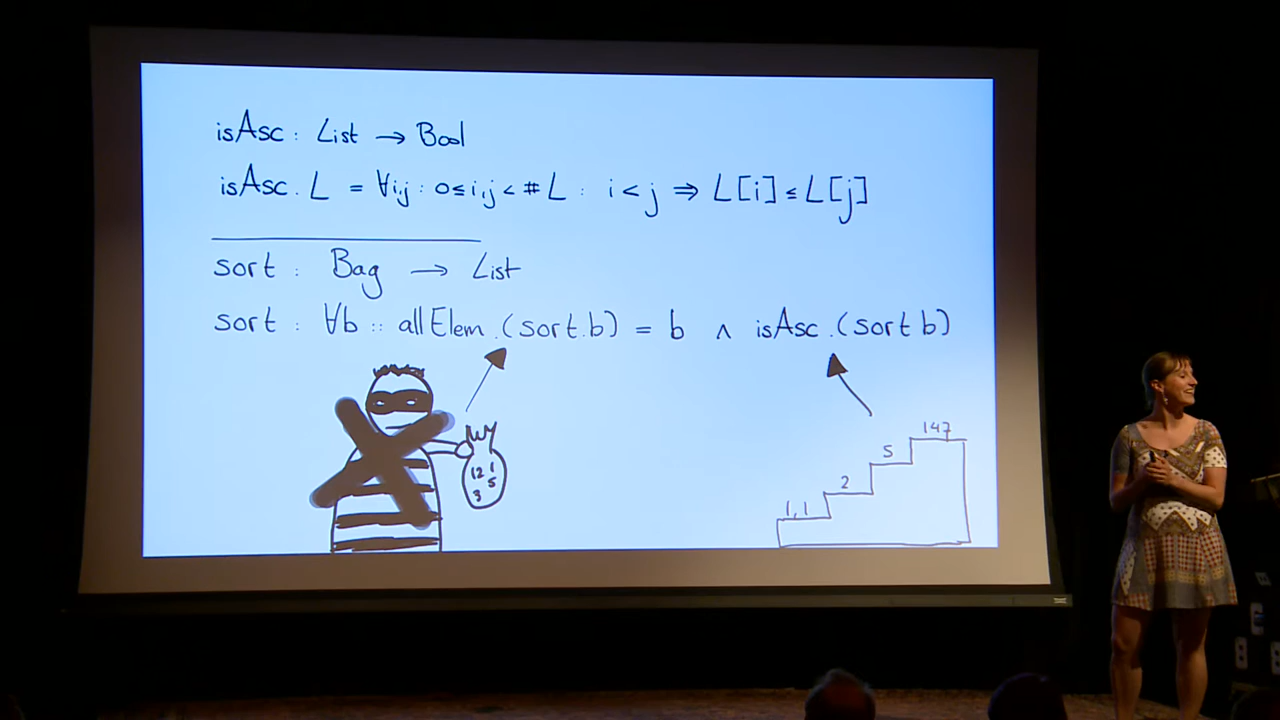 isAsc : List → Bool
isAsc . L = ∀i,j : 0≤i,j < # L : i < j ⇒ L[i] ≤ L[j]
sort : Bag → List
sort : ∀b :: allElem .(sort.b) = b ∧ isAsc .(sort b)
12 1
5
3
1,1
2
5
147